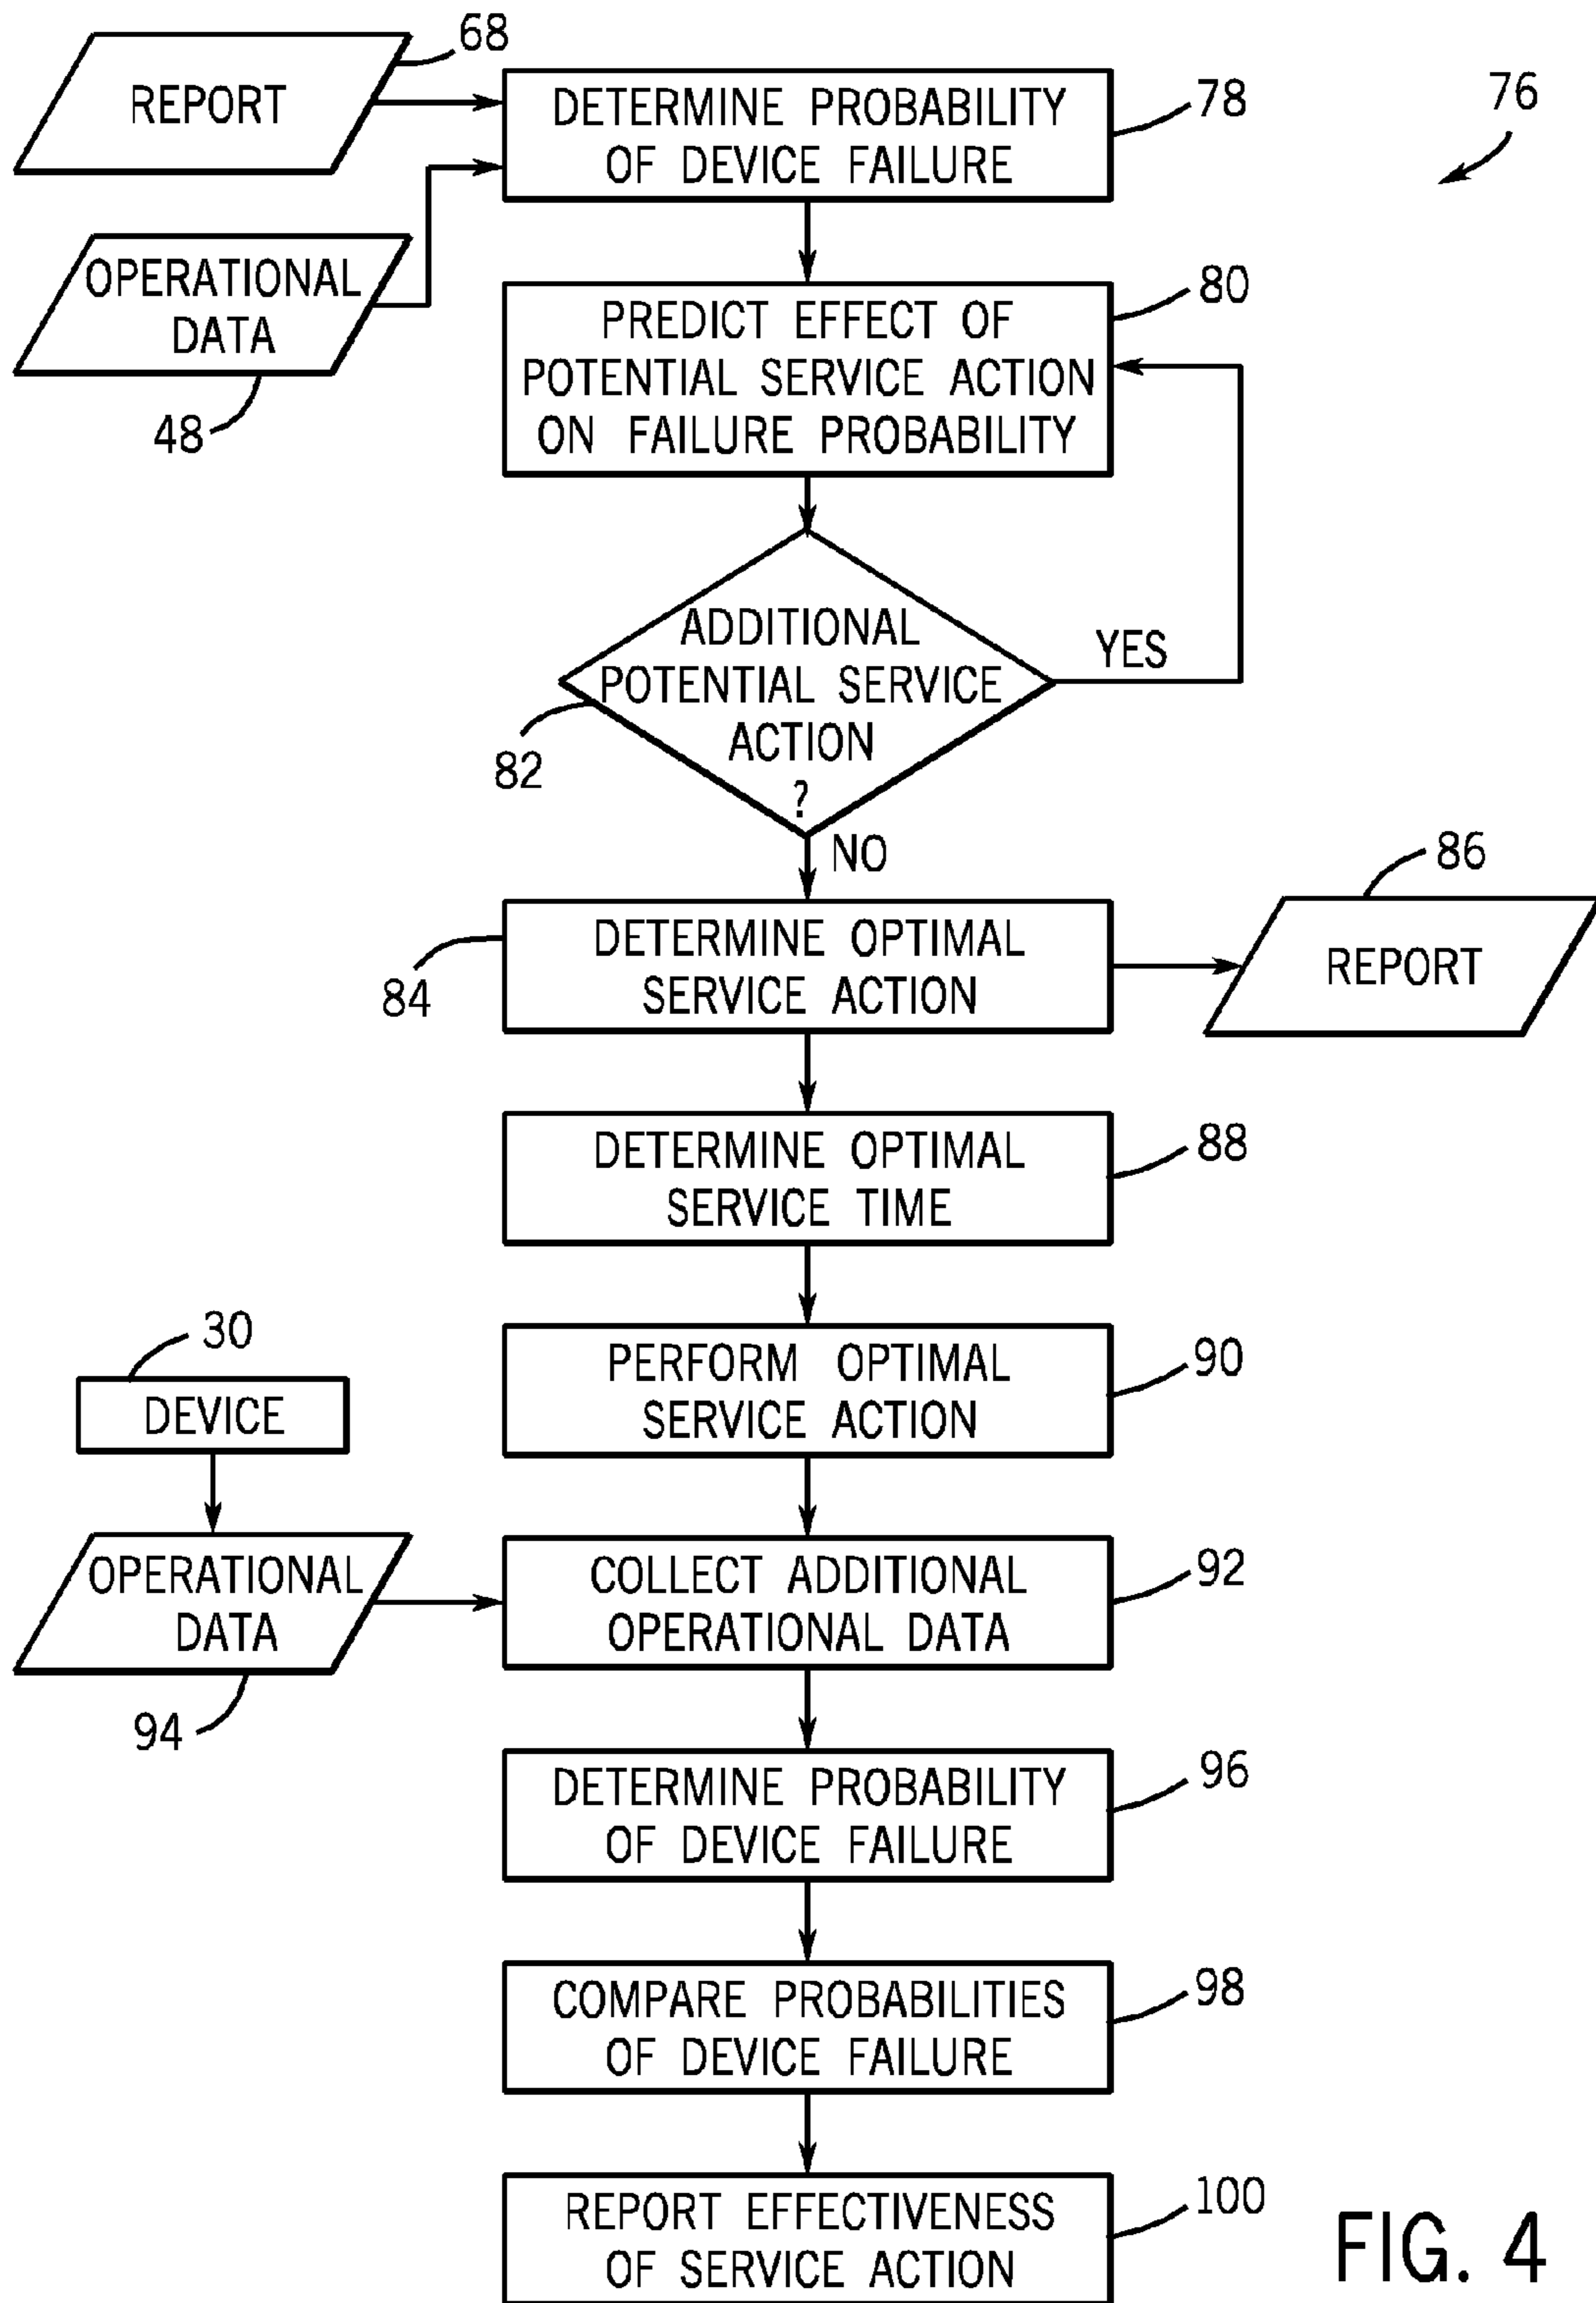 REPORT
68
DETERMINE PROBABILITY
OF DEVICE FAILURE
78
76
OPERATIONAL
DATA
48
PREDICT EFFECT OF
POTENTIAL SERVICE ACTION
ON FAILURE PROBABILITY
80
ADDITIONAL
POTENTIAL SERVICE
ACTION
?
YES
82
NO
DETERMINE OPTIMAL
SERVICE ACTION
84
REPORT
86
DETERMINE OPTIMAL
SERVICE TIME
88
30
DEVICE
PERFORM OPTIMAL
SERVICE ACTION
90
OPERATIONAL
DATA
94
COLLECT ADDITIONAL
OPERATIONAL DATA
92
DETERMINE PROBABILITY
OF DEVICE FAILURE
96
COMPARE PROBABILITIES
OF DEVICE FAILURE
98
REPORT EFFECTIVENESS
OF SERVICE ACTION
100
FIG. 4